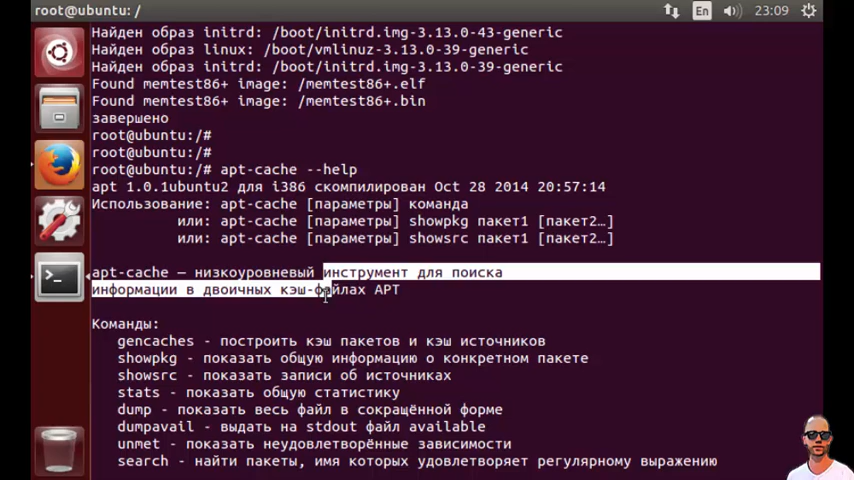 root@ubuntu: /
En
23:09
Найден образ initrd: /boot/initrd.img-3.13.0-43-generic
Найден образ linux: /boot/vmlinuz-3.13.0-39-generic
Найден образ initrd: /boot/initrd.img-3.13.0-39-generic
Found memtest86+ image: /memtest86+.elf
Found memtest86+ image: /memtest86+.bin
завершено
root@ubuntu:/#
root@ubuntu:/#
root@ubuntu:/# apt-cache --help
apt 1.0.1ubuntu2 для i386 скомпилирован Oct 28 2014 20:57:14
Использование: apt-cache [параметры] команда
или: apt-cache [параметры] showpkg пакет1 [пакет2…]
или: apt-cache [параметры] showsrc пакет1 [пакет2…]
apt-cache — низкоуровневый инструмент для поиска
информации в двоичных кэш-файлах APT
Команды:
gencaches - построить кэш пакетов и кэш источников
showpkg - показать общую информацию о конкретном пакете
showsrc - показать записи об источниках
stats - показать общую статистику
dump - показать весь файл в сокращённой форме
dumpavail - выдать на stdout файл available
unmet - показать неудовлетворённые зависимости
search - найти пакеты, имя которых удовлетворяет регулярному выражению